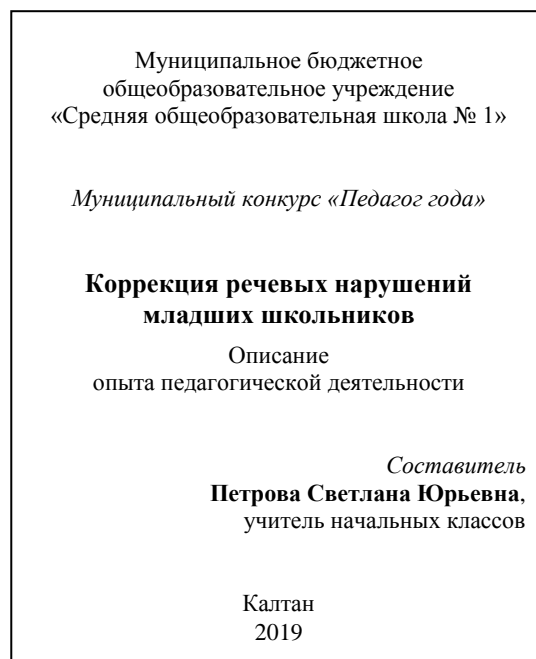 Муниципальное бюджетное
общеобразовательное учреждение
«Средняя общеобразовательная школа № 1»
Муниципальный конкурс «Педагог года»
Коррекция речевых нарушений
младших школьников
Описание
опыта педагогической деятельности
Составитель
Петрова Светлана Юрьевна,
учитель начальных классов
Калтан
2019